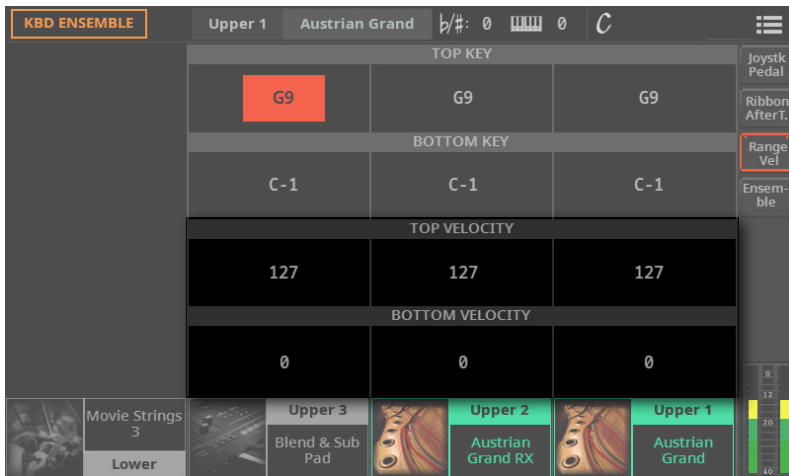 KBD ENSEMBLE Upper 1 Austrian Grand ♭/#: 0 0 C
TOP KEY
G9 G9 G9
BOTTOM KEY
C-1 C-1 C-1
TOP VELOCITY
127 127 127
BOTTOM VELOCITY
0 0 0
Joystk
Pedal
Ribbon
AfterT.
Range
Vel
Ensem-
ble
0
12
20
40
Movie Strings
3
Lower
Upper 3
Blend & Sub
Pad
Upper 2
Austrian
Grand RX
Upper 1
Austrian
Grand